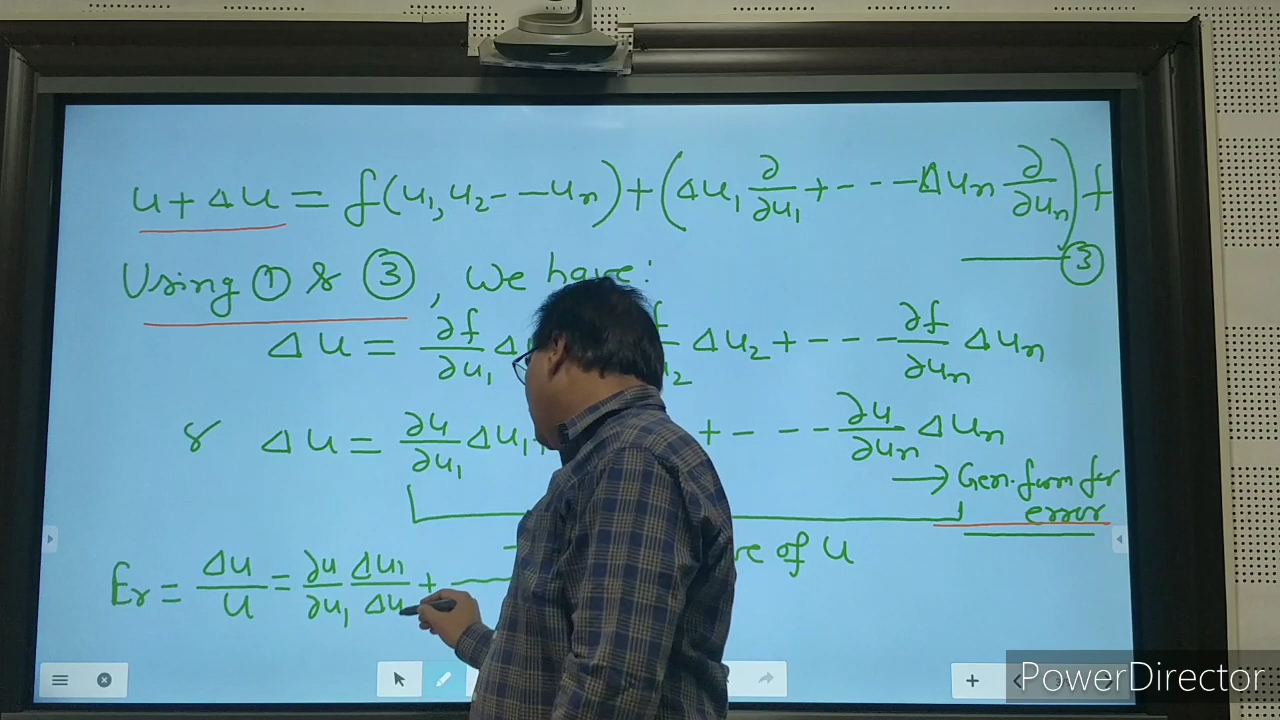 u + Δu = f(u₁, u₂ - - uₙ) + (Δu₁ ∂/∂u₁ + - - - Δuₙ ∂/∂uₙ) f
③
Using ① & ③, we have:
Δu = ∂f/∂u₁ Δ Δu₂ + - - - ∂f/∂uₙ Δuₙ
& Δu = ∂u/∂u₁ Δu₁ + - - - ∂u/∂uₙ Δuₙ
→ Gen. form for
error
of u
Er = Δu/u = ∂u/∂u₁ Δu₁/Δu +
PowerDirector